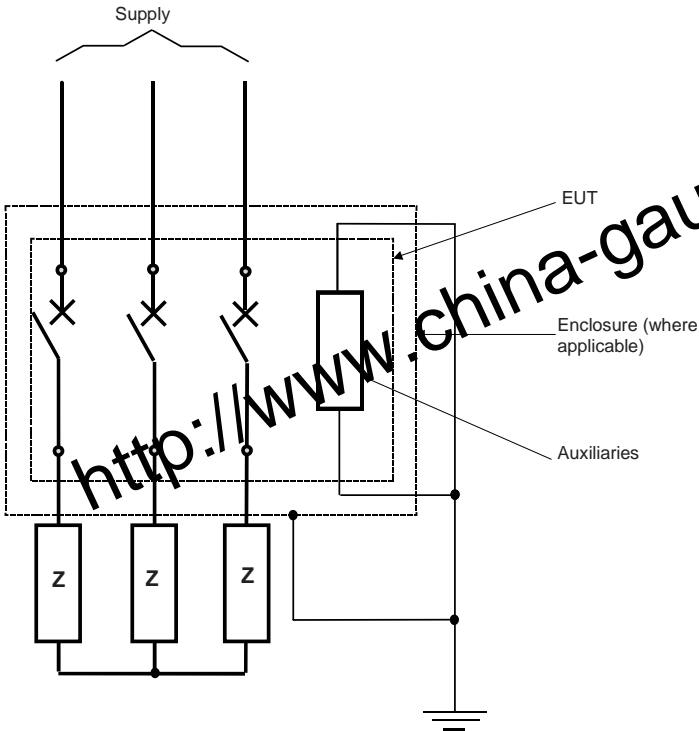 Supply
EUT
Enclosure (where
applicable)
Auxiliaries
http://www.china-gau
Z Z Z